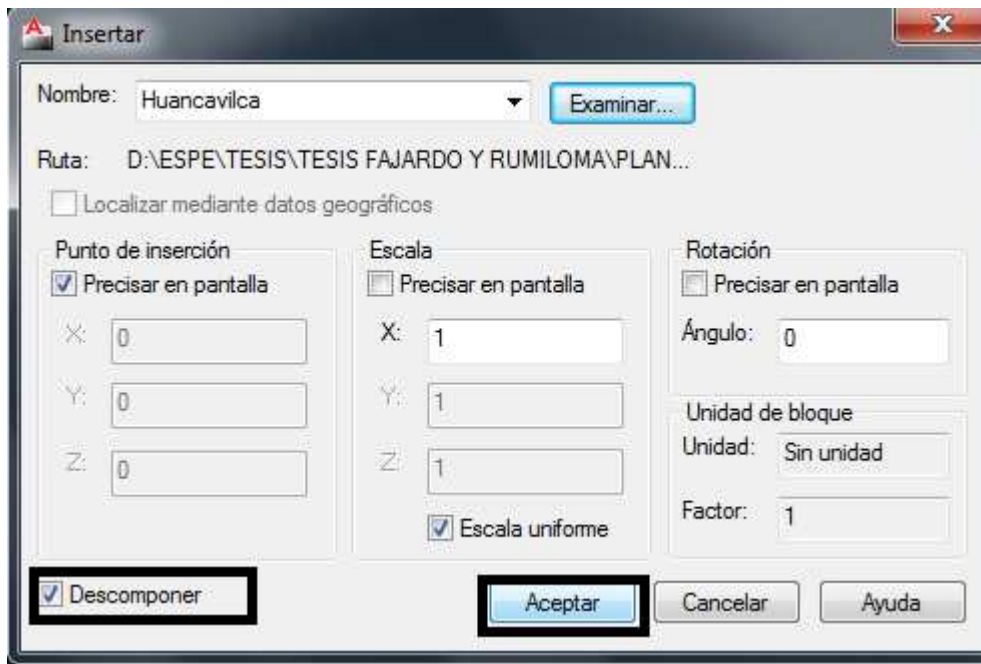 Insertar
Nombre: Huancavilca Examinar...
Ruta: D:\ESPE\TESIS\TESIS FAJARDO Y RUMILOMA\PLAN...
Localizar mediante datos geográficos
Punto de inserción
Precisar en pantalla
X: 0
Y: 0
Z: 0
Escala
Precisar en pantalla
X: 1
Y: 1
Z: 1
Escala uniforme
Rotación
Precisar en pantalla
Ángulo: 0
Unidad de bloque
Unidad: Sin unidad
Factor: 1
Descomponer
Aceptar Cancelar Ayuda